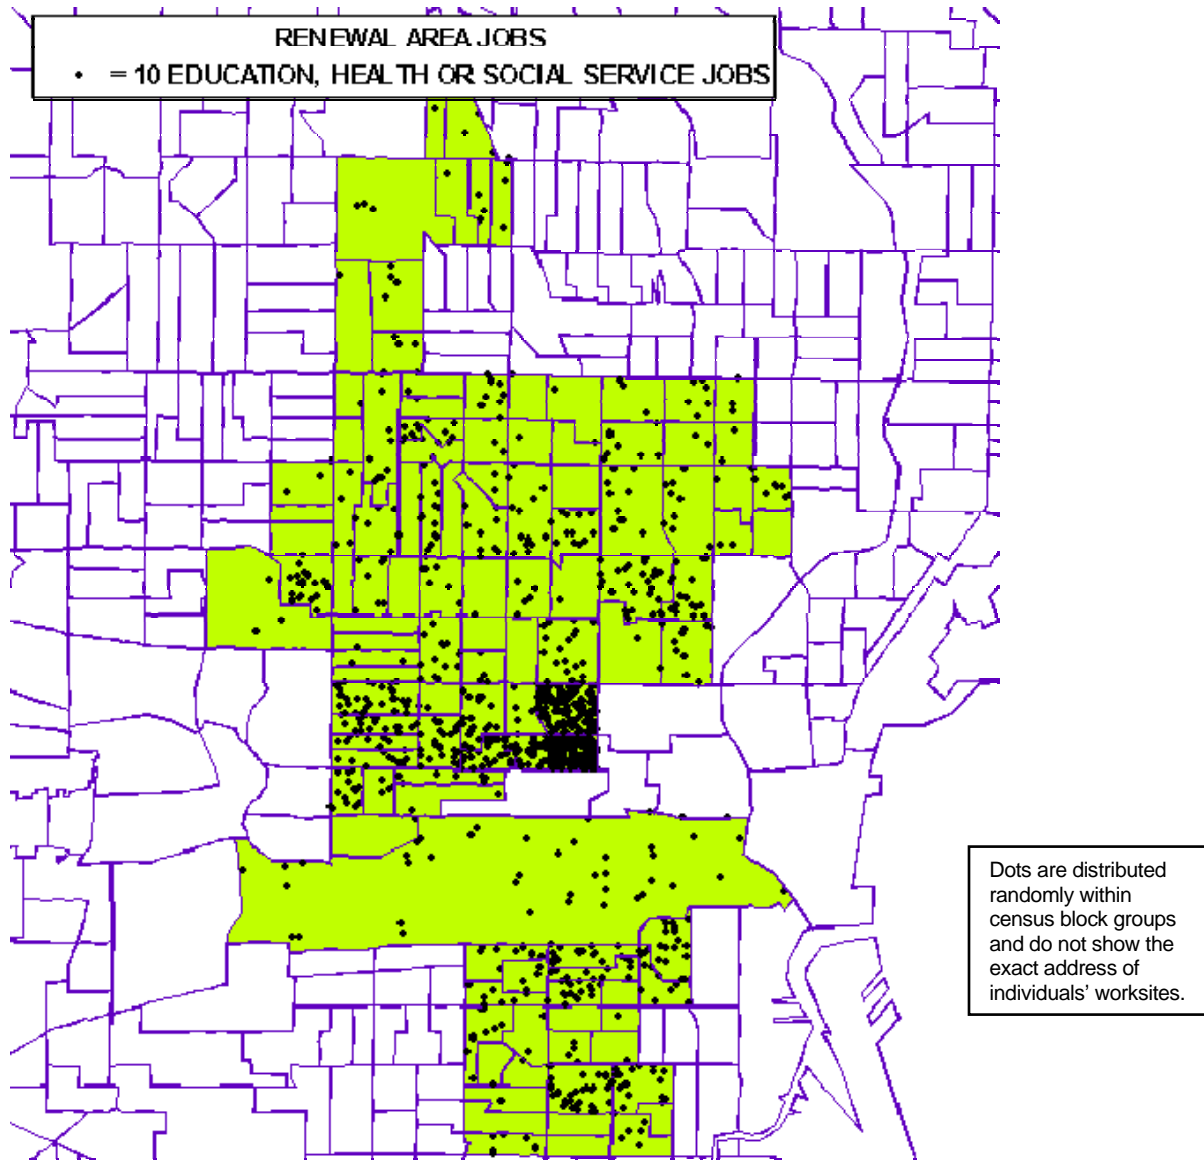 RENEWAL AREA JOBS
• = 10 EDUCATION, HEALTH OR SOCIAL SERVICE JOBS
Dots are distributed
randomly within
census block groups
and do not show the
exact address of
individuals’ worksites.